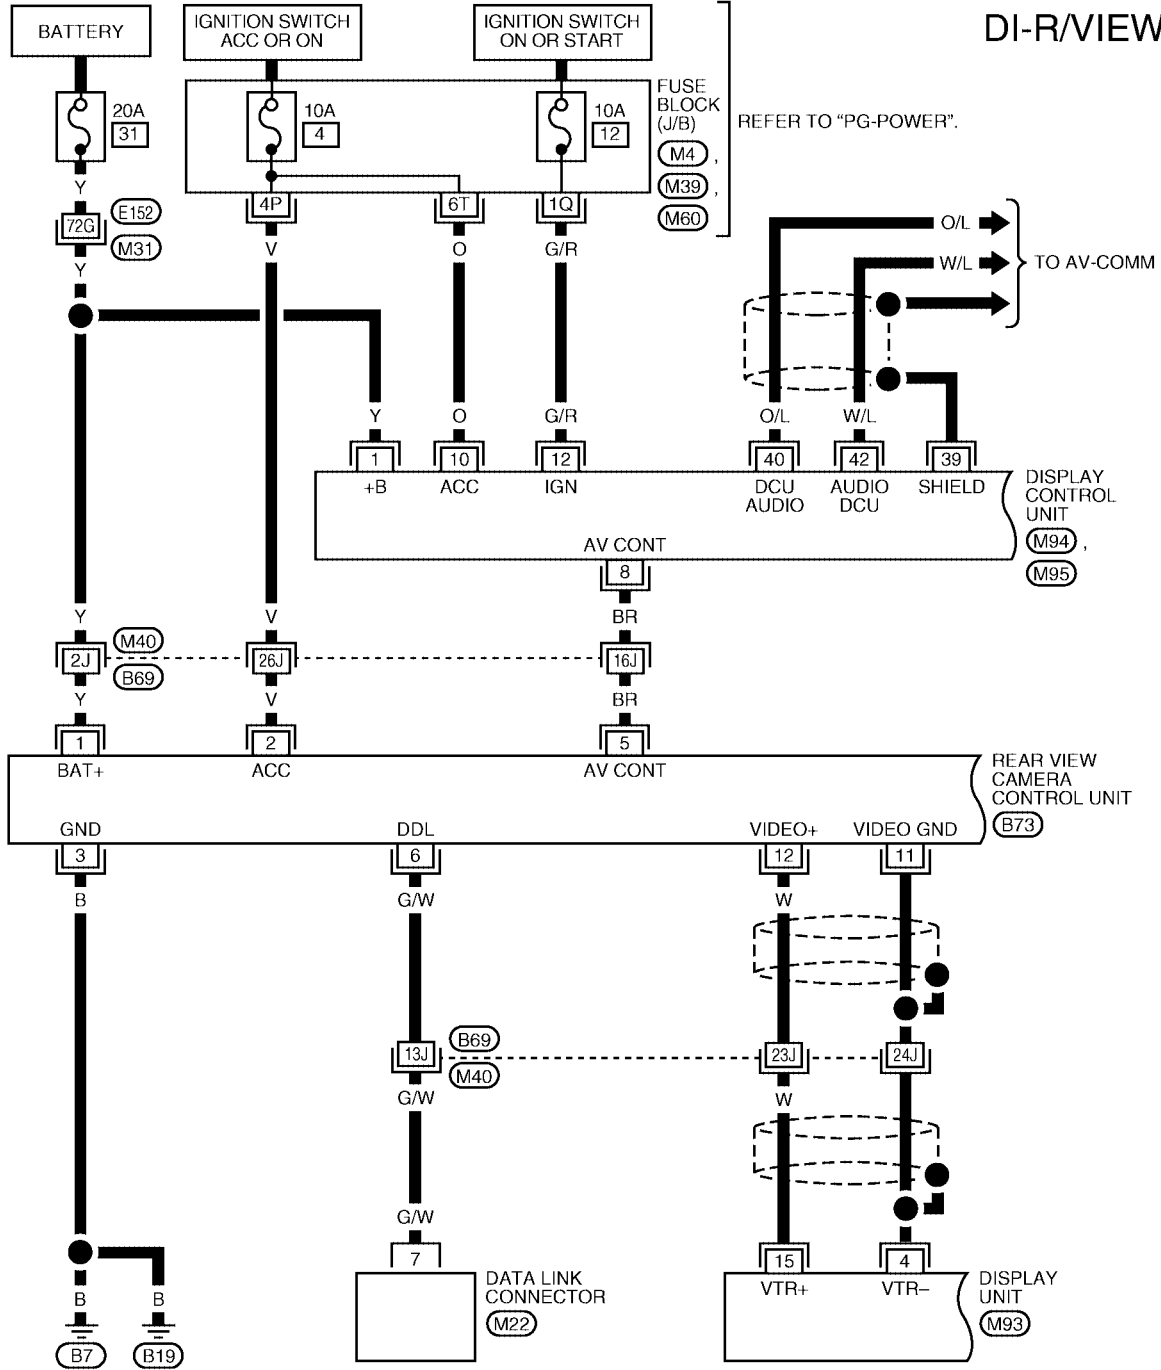 BATTERY
IGNITION SWITCH
ACC OR ON
IGNITION SWITCH
ON OR START
DI-R/VIEW
20A
31
10A
4
10A
12
FUSE
BLOCK
(J/B)
M4 ,
M39 ,
M60
REFER TO “PG-POWER”.
Y
72G
E152
M31
Y
4P
6T
1Q
V
O
G/R
O/L
W/L
TO AV-COMM
Y
O
G/R
O/L
W/L
1
10
12
40
42
39
+B
ACC
IGN
DCU
AUDIO
AUDIO
DCU
SHIELD
DISPLAY
CONTROL
UNIT
M94 ,
M95
AV CONT
8
Y
V
BR
2J
M40
B69
26J
16J
Y
V
BR
1
2
5
BAT+
ACC
AV CONT
REAR VIEW
CAMERA
CONTROL UNIT
B73
GND
DDL
VIDEO+
VIDEO GND
3
6
12
11
B
G/W
W
13J
B69
M40
23J
24J
G/W
W
G/W
7
15
4
DATA LINK
CONNECTOR
M22
VTR+
VTR–
DISPLAY
UNIT
M93
B
B
B7
B19